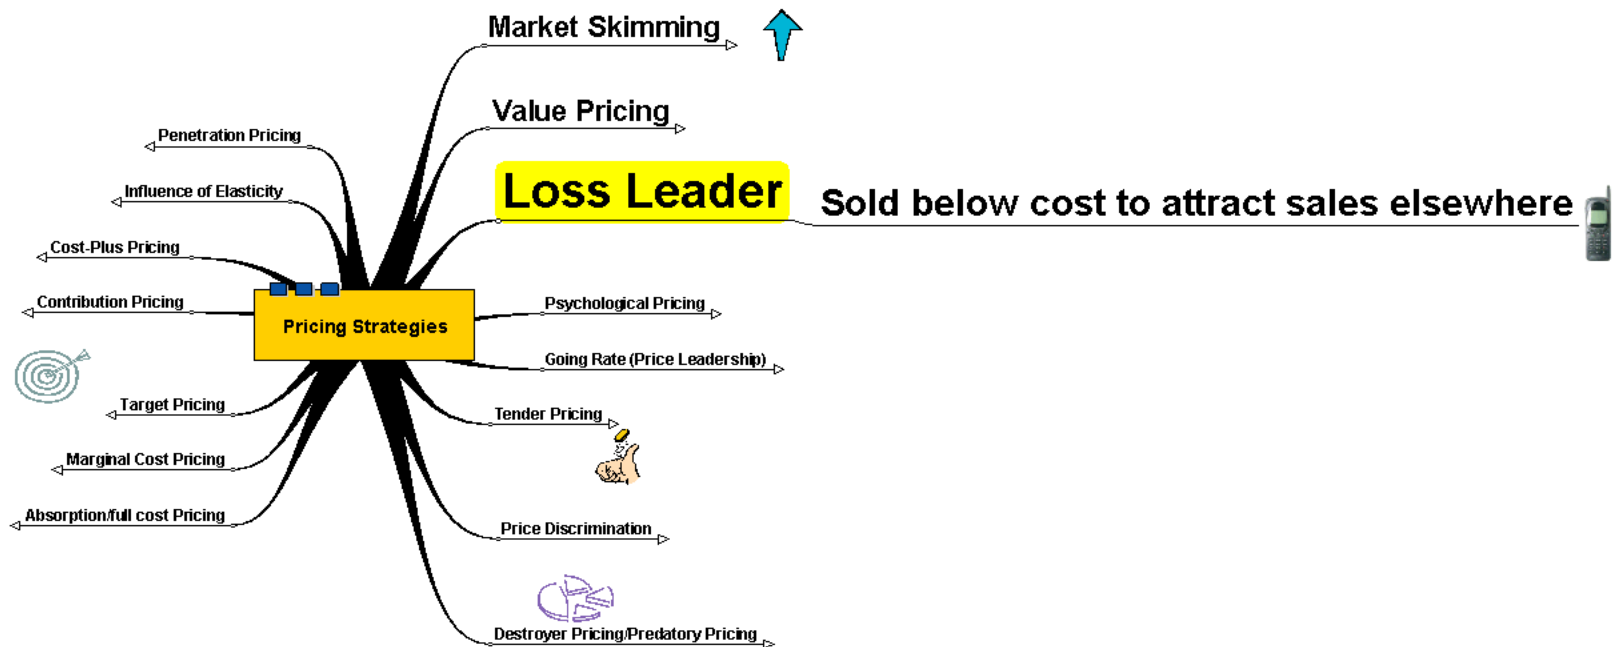 Market Skimming
Value Pricing
Penetration Pricing
Loss Leader
Sold below cost to attract sales elsewhere
Influence of Elasticity
Cost-Plus Pricing
Contribution Pricing
Psychological Pricing
Pricing Strategies
Going Rate (Price Leadership)
Target Pricing
Tender Pricing
Marginal Cost Pricing
Absorption/full cost Pricing
Price Discrimination
Destroyer Pricing/Predatory Pricing